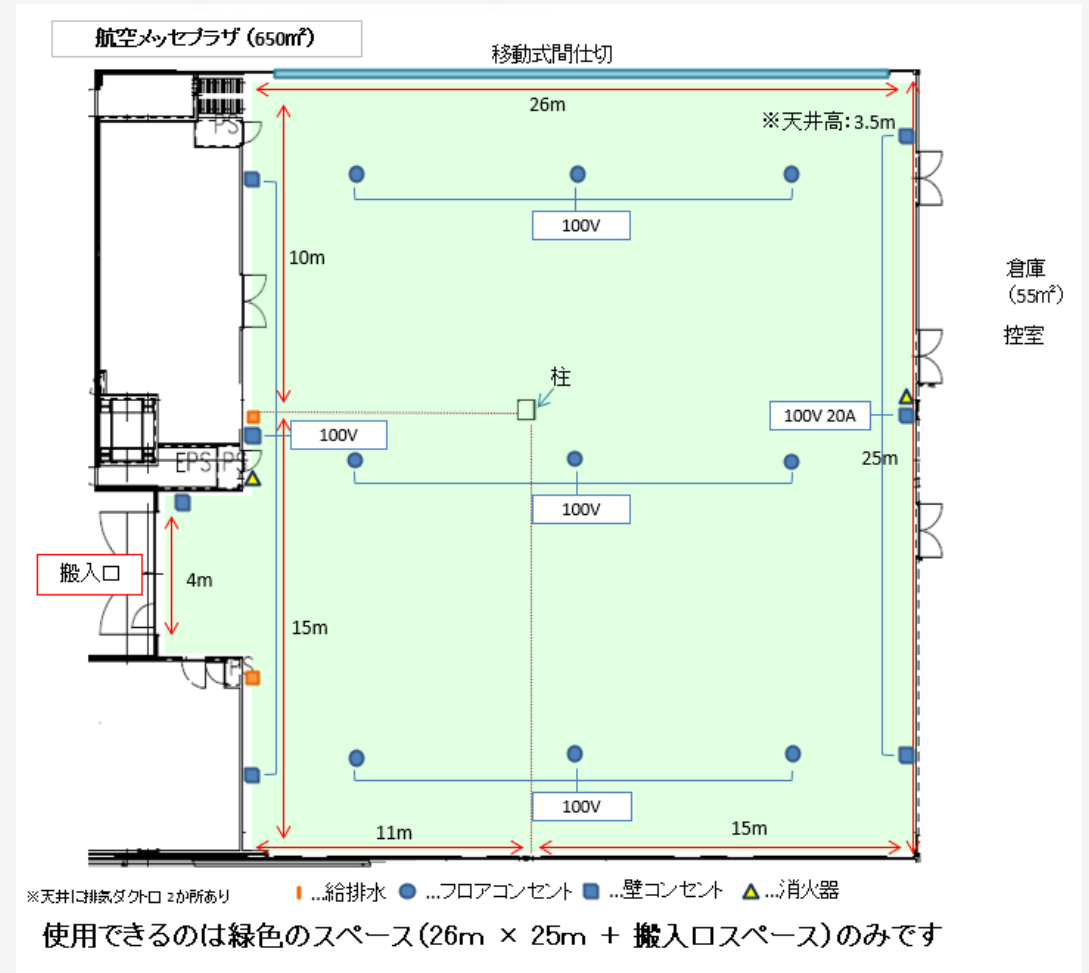 航空メッセプラザ（650㎡）
移動式間仕切
26m
※天井高：3.5m
PS
100V
10m
倉庫
（55㎡）
控室
柱
100V 20A
100V
25m
EPS
PS
100V
搬入口
4m
15m
PS
100V
11m
15m
※天井に排気ダクト口 2か所あり
…給排水 …フロアコンセント …壁コンセント …消火器
使用できるのは緑色のスペース（26m × 25m + 搬入口スペース）のみです